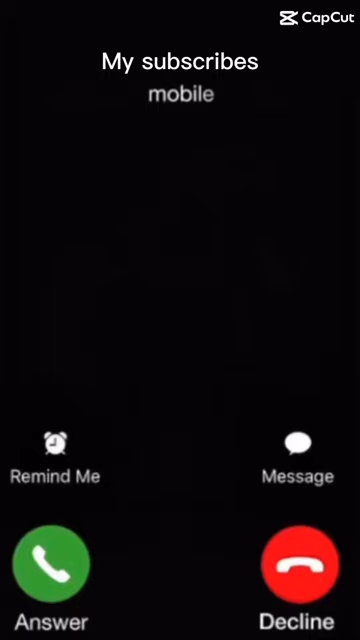 CapCut
My subscribes
mobile
Remind Me
Message
Answer
Decline